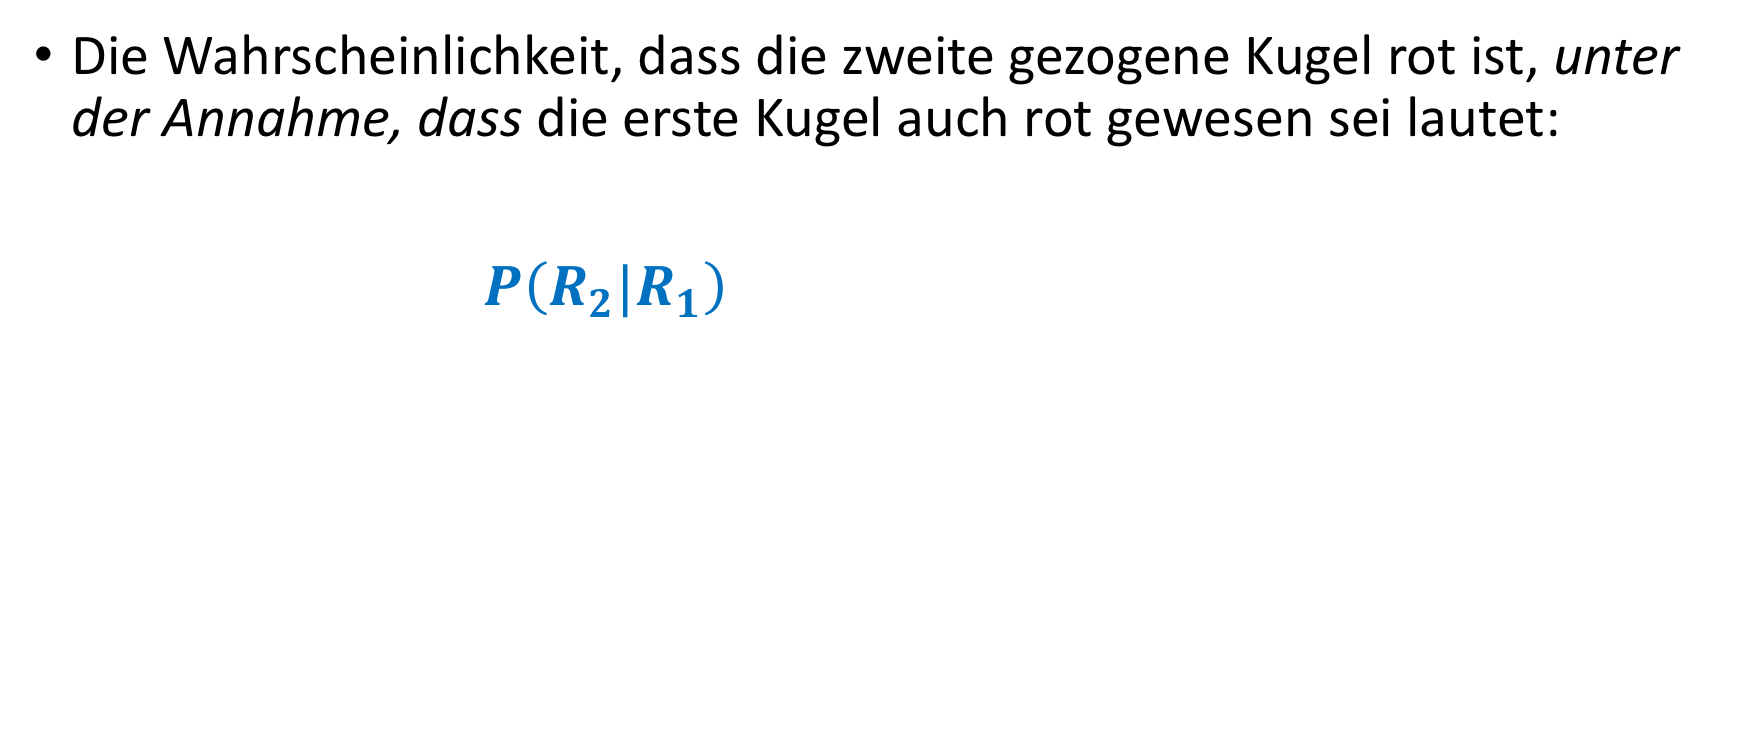 • Die Wahrscheinlichkeit, dass die zweite gezogene Kugel rot ist, unter
der Annahme, dass die erste Kugel auch rot gewesen sei lautet:
P(R₂|R₁)